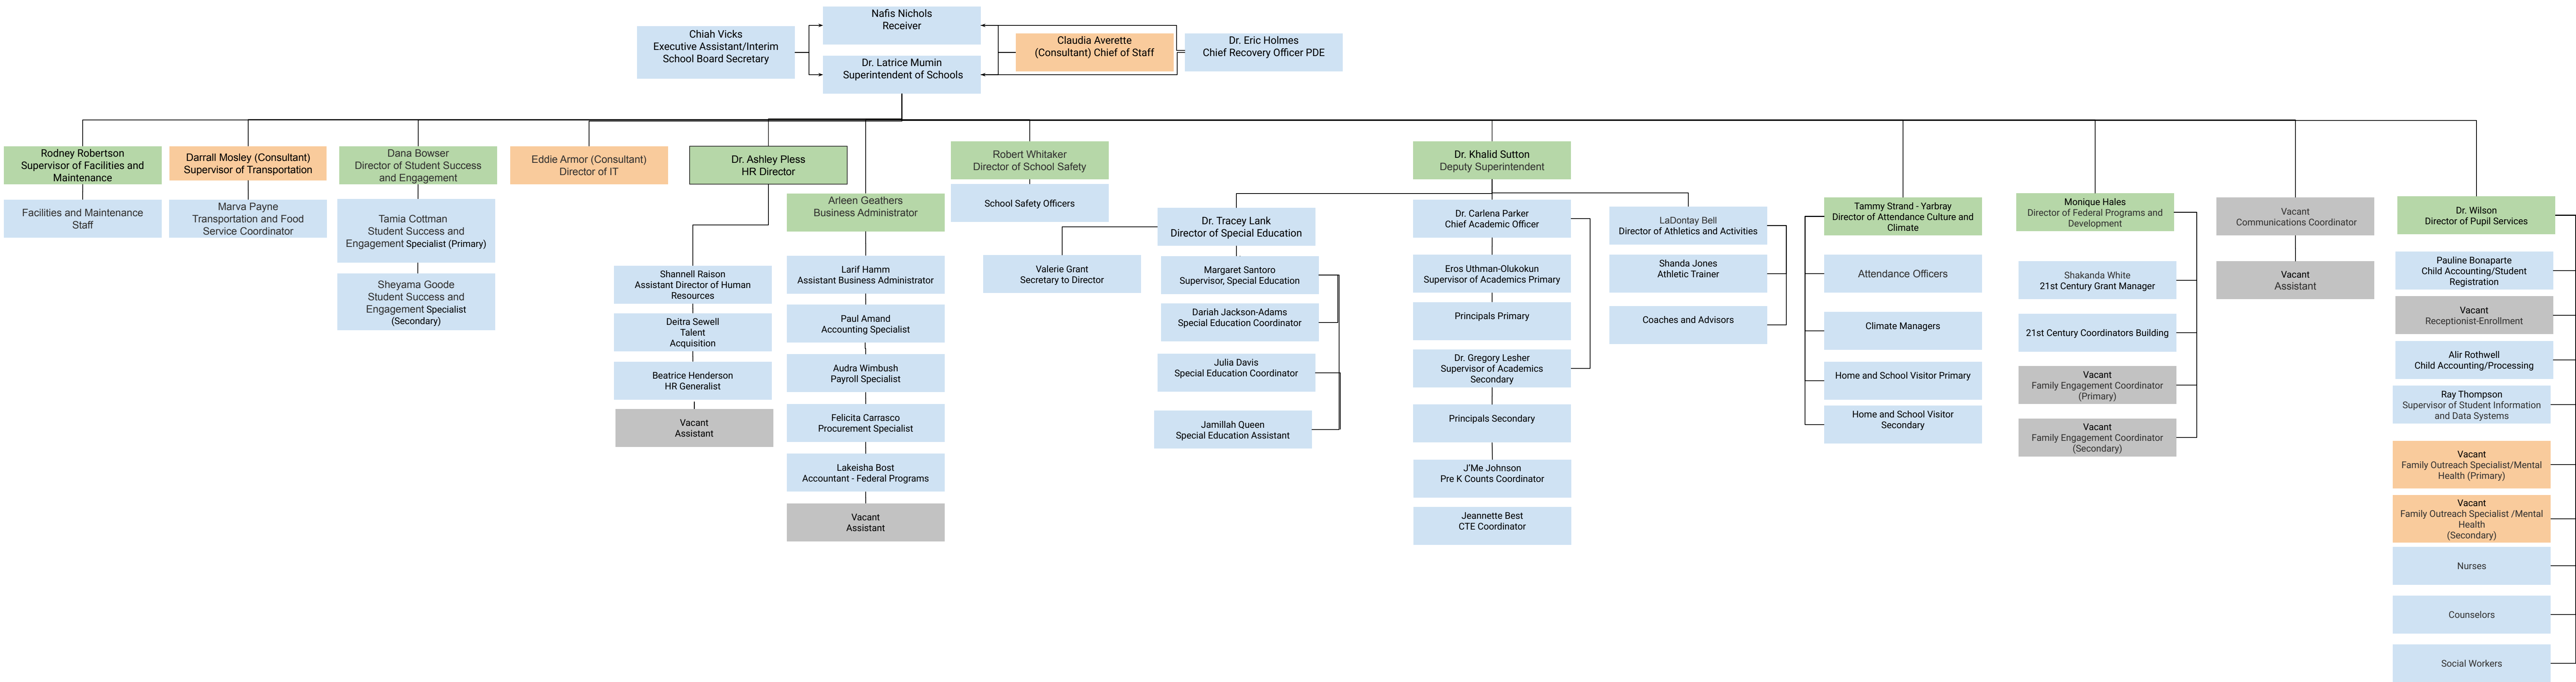 Nafis Nichols
Receiver
Chiah Vicks
Executive Assistant/Interim
School Board Secretary
Claudia Averette
(Consultant) Chief of Staff
Dr. Eric Holmes
Chief Recovery Officer PDE
Dr. Latrice Mumin
Superintendent of Schools
Rodney Robertson
Supervisor of Facilities and
Maintenance
Facilities and Maintenance
Staff
Darrall Mosley (Consultant)
Supervisor of Transportation
Marva Payne
Transportation and Food
Service Coordinator
Dana Bowser
Director of Student Success
and Engagement
Tamia Cottman
Student Success and
Engagement Specialist (Primary)
Sheyama Goode
Student Success and
Engagement Specialist
(Secondary)
Eddie Armor (Consultant)
Director of IT
Dr. Ashley Pless
HR Director
Shannell Raison
Assistant Director of Human
Resources
Deitra Sewell
Talent
Acquisition
Beatrice Henderson
HR Generalist
Vacant
Assistant
Arleen Geathers
Business Administrator
Larif Hamm
Assistant Business Administrator
Paul Amand
Accounting Specialist
Audra Wimbush
Payroll Specialist
Felicita Carrasco
Procurement Specialist
Lakeisha Bost
Accountant - Federal Programs
Vacant
Assistant
Robert Whitaker
Director of School Safety
School Safety Officers
Dr. Khalid Sutton
Deputy Superintendent
Dr. Tracey Lank
Director of Special Education
Valerie Grant
Secretary to Director
Margaret Santoro
Supervisor, Special Education
Dariah Jackson-Adams
Special Education Coordinator
Julia Davis
Special Education Coordinator
Jamillah Queen
Special Education Assistant
Dr. Carlena Parker
Chief Academic Officer
Eros Uthman-Olukokun
Supervisor of Academics Primary
Principals Primary
Dr. Gregory Lesher
Supervisor of Academics
Secondary
Principals Secondary
J'Me Johnson
Pre K Counts Coordinator
Jeannette Best
CTE Coordinator
LaDontay Bell
Director of Athletics and Activities
Shanda Jones
Athletic Trainer
Coaches and Advisors
Tammy Strand - Yarbray
Director of Attendance Culture and
Climate
Attendance Officers
Climate Managers
Home and School Visitor Primary
Home and School Visitor
Secondary
Monique Hales
Director of Federal Programs and
Development
Shakanda White
21st Century Grant Manager
21st Century Coordinators Building
Vacant
Family Engagement Coordinator
(Primary)
Vacant
Family Engagement Coordinator
(Secondary)
Vacant
Communications Coordinator
Vacant
Assistant
Dr. Wilson
Director of Pupil Services
Pauline Bonaparte
Child Accounting/Student
Registration
Vacant
Receptionist-Enrollment
Alir Rothwell
Child Accounting/Processing
Ray Thompson
Supervisor of Student Information
and Data Systems
Vacant
Family Outreach Specialist/Mental
Health (Primary)
Vacant
Family Outreach Specialist /Mental
Health
(Secondary)
Nurses
Counselors
Social Workers